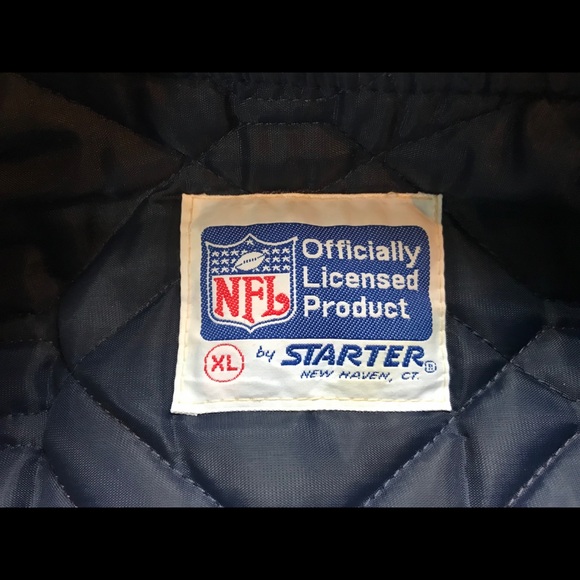 NFL
Officially
Licensed
Product
XL
by STARTER®
NEW HAVEN, CT.